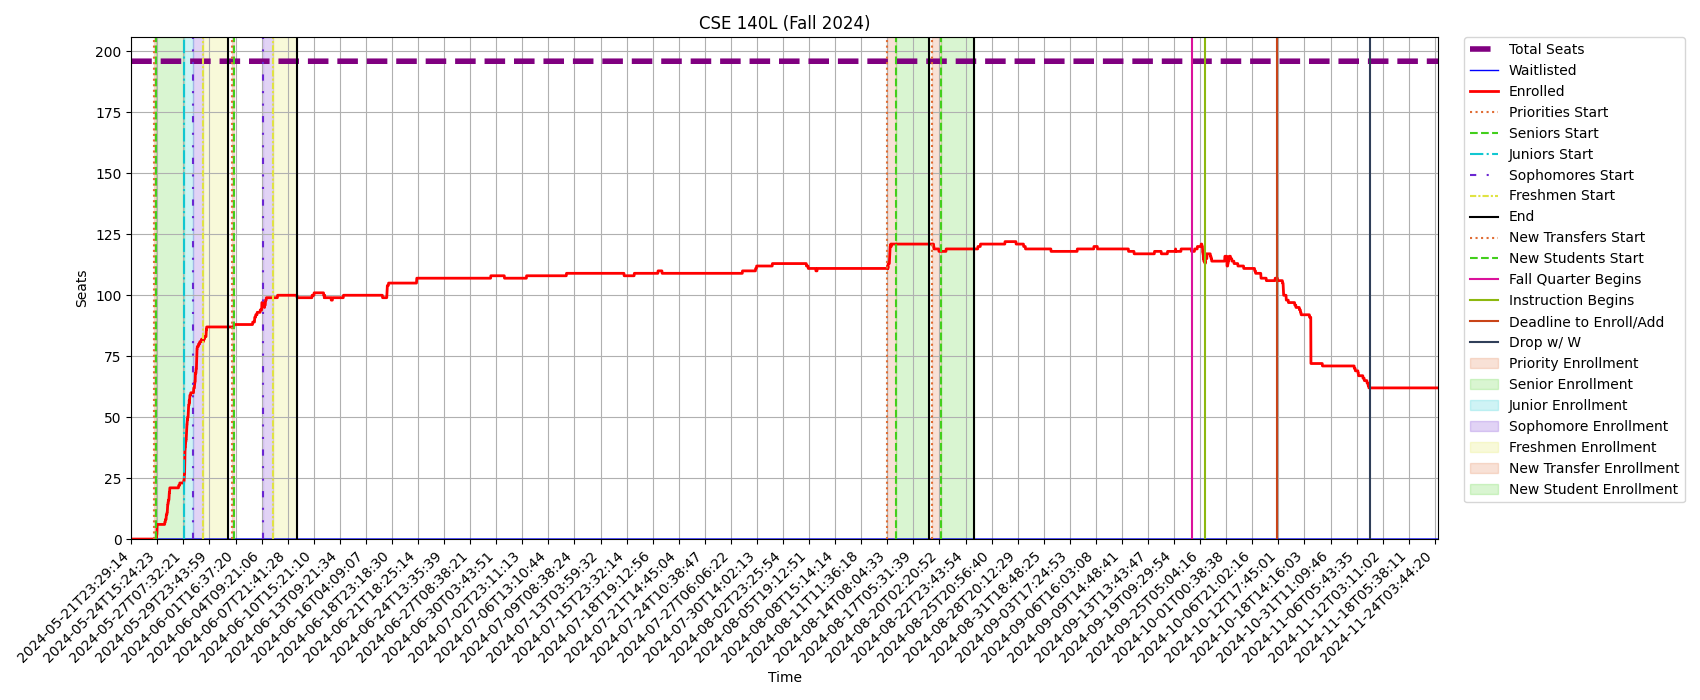 CSE 140L (Fall 2024)
200
175
150
125
100
75
50
25
0
Seats
2024-05-21T23:29:14
2024-05-24T15:24:23
2024-05-27T07:32:21
2024-05-29T23:43:59
2024-06-01T16:37:20
2024-06-04T09:21:06
2024-06-07T21:41:28
2024-06-10T15:21:10
2024-06-13T09:21:34
2024-06-16T04:09:07
2024-06-18T23:18:30
2024-06-21T18:25:14
2024-06-24T13:35:39
2024-06-27T08:38:21
2024-06-30T03:43:51
2024-07-02T23:11:13
2024-07-06T13:10:44
2024-07-09T08:38:24
2024-07-13T03:59:32
2024-07-15T23:32:14
2024-07-18T19:12:56
2024-07-21T14:45:04
2024-07-24T10:38:47
2024-07-27T06:06:22
2024-07-30T14:02:13
2024-08-02T23:25:54
2024-08-05T19:12:51
2024-08-08T15:14:14
2024-08-11T11:36:18
2024-08-14T08:04:33
2024-08-17T05:31:39
2024-08-20T02:20:52
2024-08-22T23:43:54
2024-08-25T20:56:40
2024-08-28T20:12:29
2024-08-31T18:48:25
2024-09-03T17:24:53
2024-09-06T16:03:08
2024-09-09T14:48:41
2024-09-13T13:43:47
2024-09-19T09:29:54
2024-09-25T05:04:16
2024-10-01T00:38:38
2024-10-06T21:02:16
2024-10-12T17:45:01
2024-10-18T14:16:03
2024-10-31T11:09:46
2024-11-06T05:43:35
2024-11-12T03:11:02
2024-11-18T05:38:11
2024-11-24T03:44:20
Time
Total Seats
Waitlisted
Enrolled
Priorities Start
Seniors Start
Juniors Start
Sophomores Start
Freshmen Start
End
New Transfers Start
New Students Start
Fall Quarter Begins
Instruction Begins
Deadline to Enroll/Add
Drop w/ W
Priority Enrollment
Senior Enrollment
Junior Enrollment
Sophomore Enrollment
Freshmen Enrollment
New Transfer Enrollment
New Student Enrollment